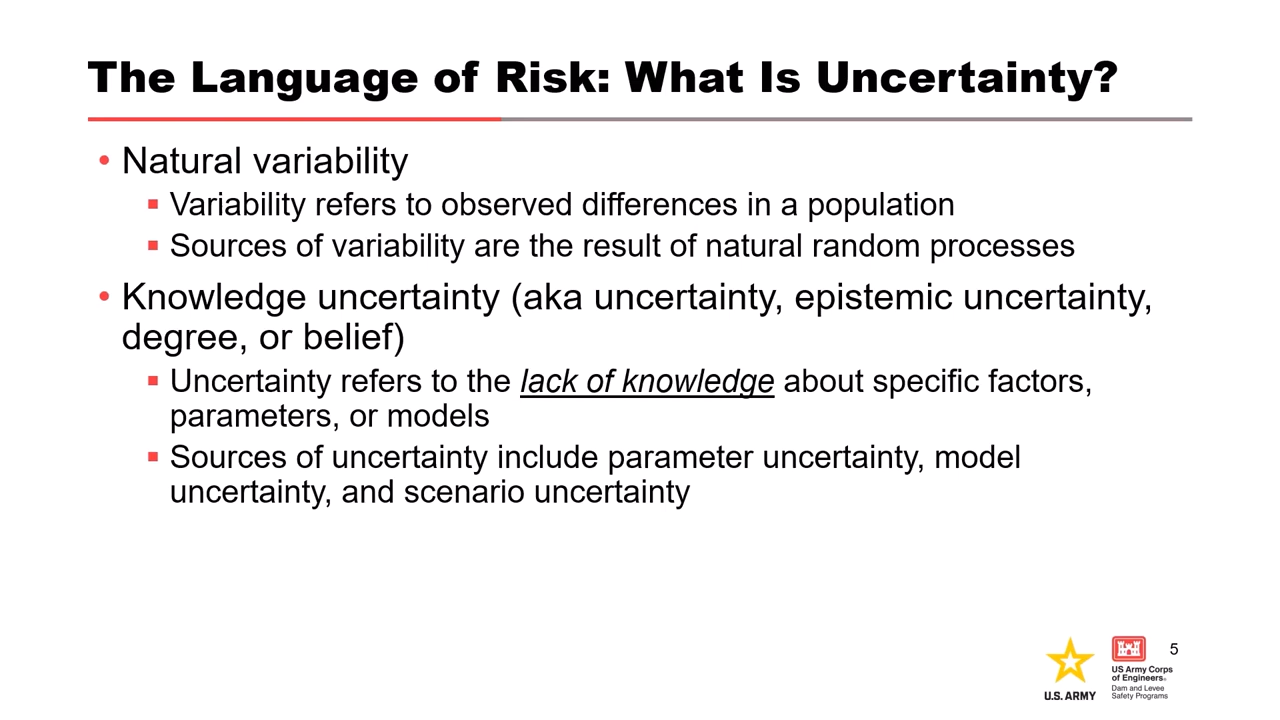 The Language of Risk: What Is Uncertainty?
• Natural variability
▪ Variability refers to observed differences in a population
▪ Sources of variability are the result of natural random processes
• Knowledge uncertainty (aka uncertainty, epistemic uncertainty,
degree, or belief)
▪ Uncertainty refers to the lack of knowledge about specific factors,
parameters, or models
▪ Sources of uncertainty include parameter uncertainty, model
uncertainty, and scenario uncertainty
U.S. ARMY
US Army Corps
of Engineers®
Dam and Levee
Safety Programs
5